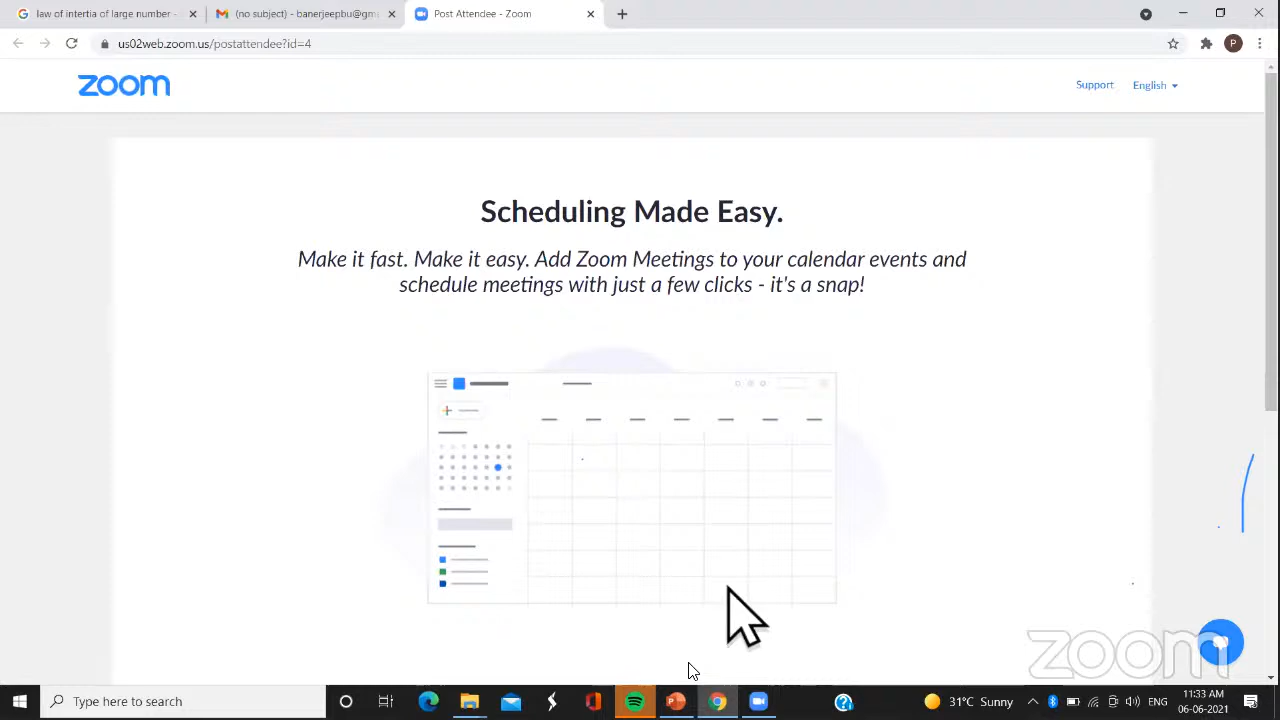 law of intertia of large number -
(no subject) - banerjeepbu@gm
Post Attendee - Zoom
us02web.zoom.us/postattendee?id=4
P
zoom
Support
English
Scheduling Made Easy.
Make it fast. Make it easy. Add Zoom Meetings to your calendar events and
schedule meetings with just a few clicks - it's a snap!
zoom
Type here to search
31°C Sunny
ENG
11:33 AM
06-06-2021